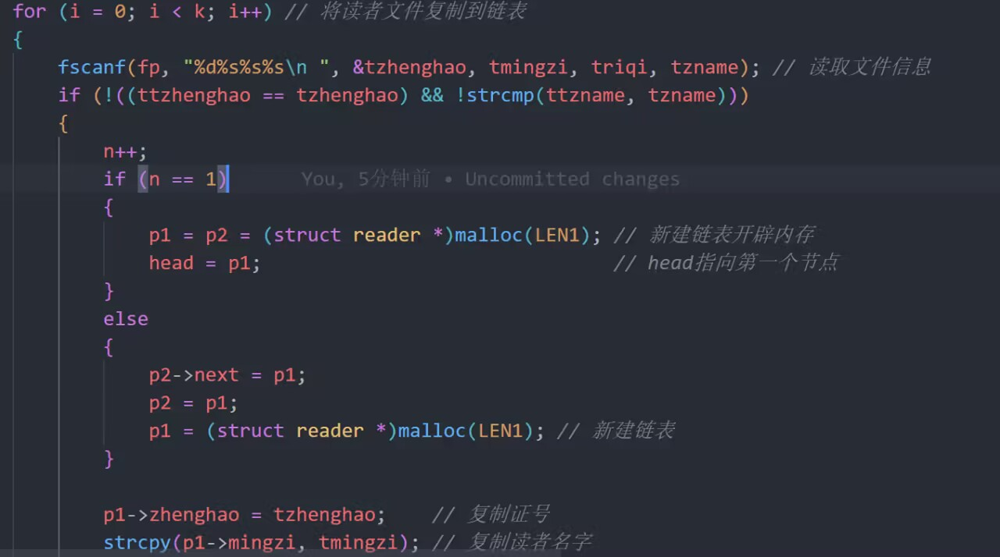 for (i = 0; i < k; i++) // 将读者文件复制到链表
{
fscanf(fp, "%d%s%s%s\n ", &tzhenghao, tmingzi, triqi, tzname); // 读取文件信息
if (!((ttzhenghao == tzhenghao) && !strcmp(ttzname, tzname)))
{
n++;
if (n == 1) You, 5分钟前 • Uncommitted changes
{
p1 = p2 = (struct reader *)malloc(LEN1); // 新建链表开辟内存
head = p1; // head指向第一个节点
}
else
{
p2->next = p1;
p2 = p1;
p1 = (struct reader *)malloc(LEN1); // 新建链表
}
p1->zhenghao = tzhenghao; // 复制证号
strcpy(p1->mingzi, tmingzi); // 复制读者名字